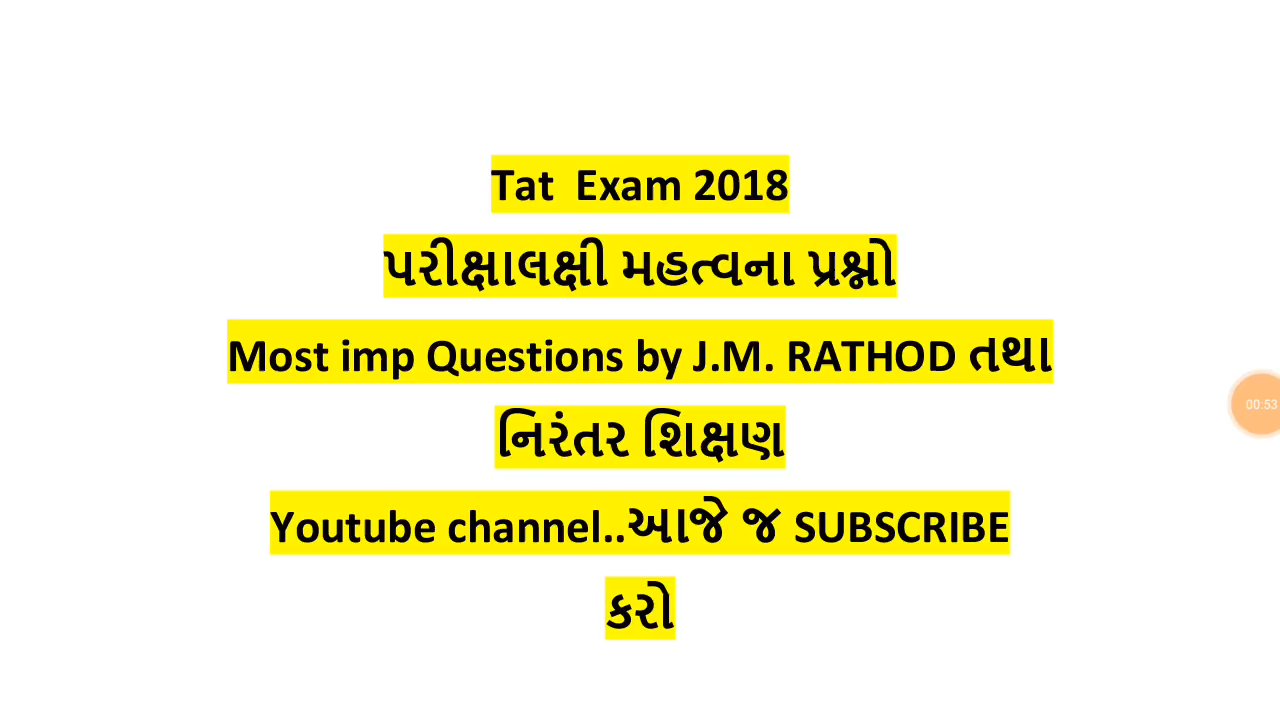 Tat Exam 2018
પરીક્ષાલક્ષી મહત્વના પ્રશ્નો
Most imp Questions by J.M. RATHOD તથા
નિરંતર શિક્ષણ
Youtube channel..આજે જ SUBSCRIBE
કરો
00:53